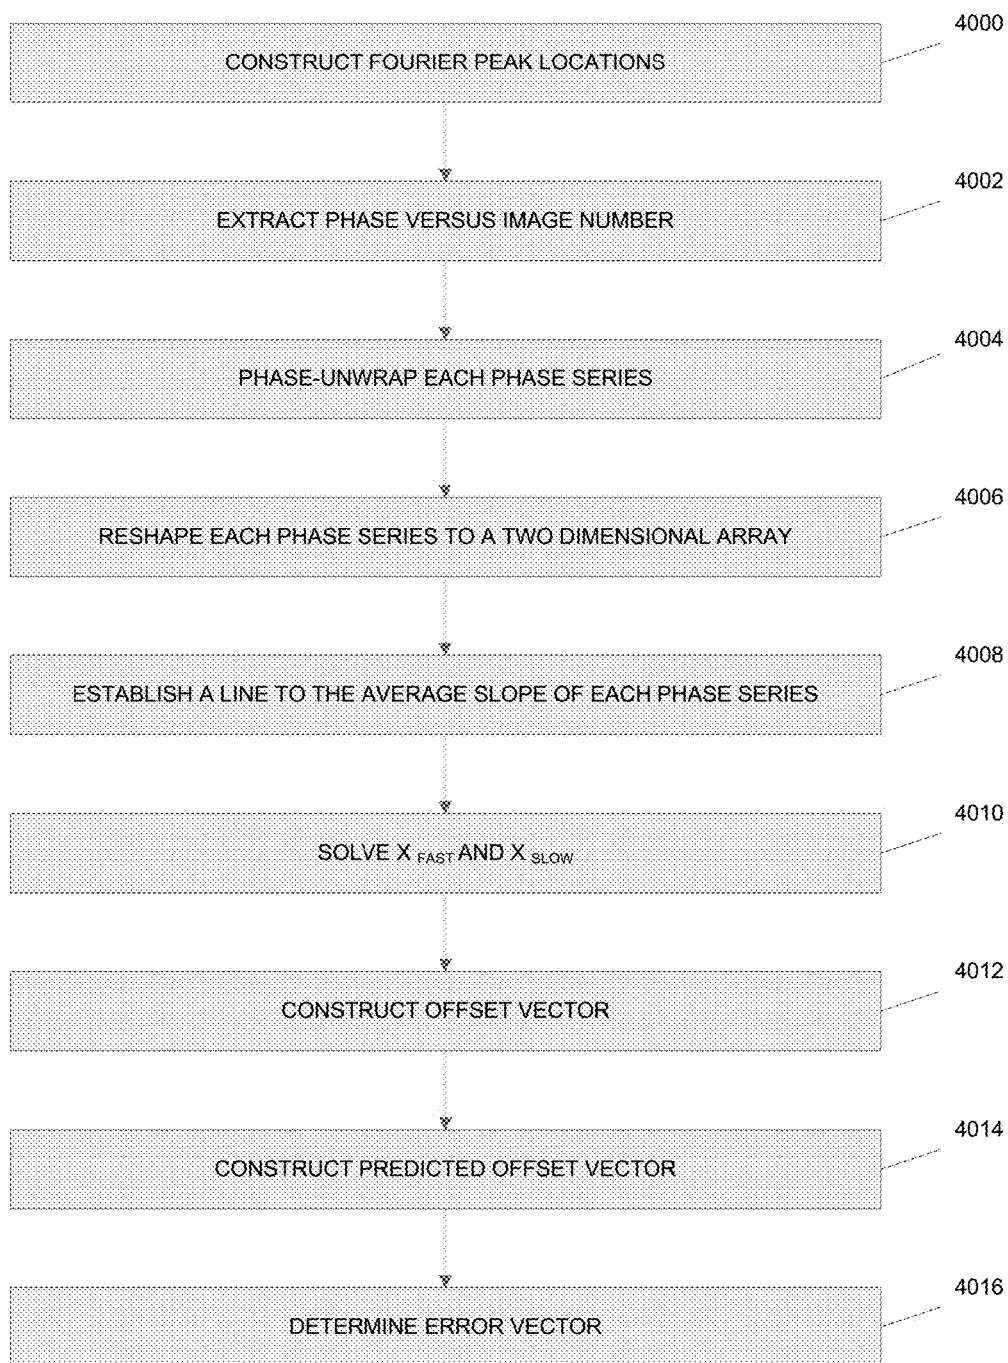 4000
CONSTRUCT FOURIER PEAK LOCATIONS
4002
EXTRACT PHASE VERSUS IMAGE NUMBER
4004
PHASE-UNWRAP EACH PHASE SERIES
4006
RESHAPE EACH PHASE SERIES TO A TWO DIMENSIONAL ARRAY
4008
ESTABLISH A LINE TO THE AVERAGE SLOPE OF EACH PHASE SERIES
4010
SOLVE X FAST AND X SLOW
4012
CONSTRUCT OFFSET VECTOR
4014
CONSTRUCT PREDICTED OFFSET VECTOR
4016
DETERMINE ERROR VECTOR